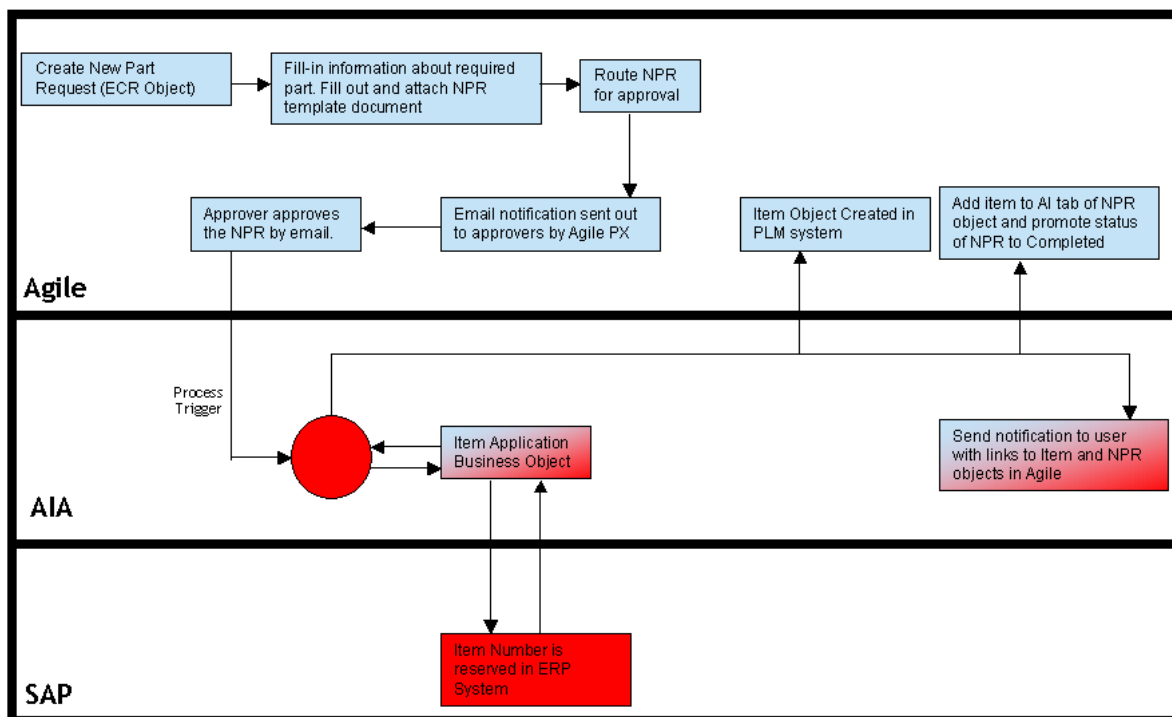 Create New Part
Request (ECR Object)
Fill-in information about required
part. Fill out and attach NPR
template document
Route NPR
for approval
Approver approves
the NPR by email.
Email notification sent out
to approvers by Agile PX
Item Object Created in
PLM system
Add item to AI tab of NPR
object and promote status
of NPR to Completed
Agile
Process
Trigger
Item Application
Business Object
Send notification to user
with links to Item and NPR
objects in Agile
AIA
Item Number is
reserved in ERP
System
SAP